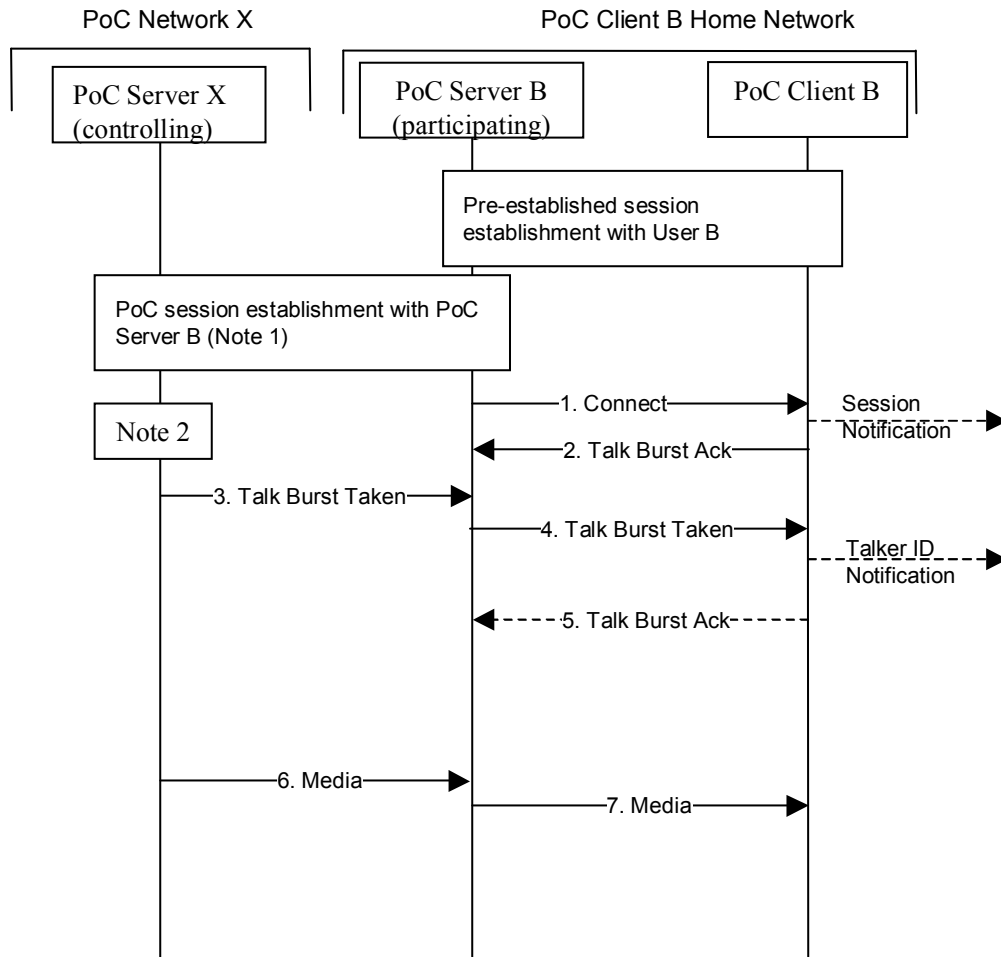 PoC Network X
PoC Client B Home Network
PoC Server X
(controlling)
PoC Server B
(participating)
PoC Client B
Pre-established session
establishment with User B
PoC session establishment with PoC
Server B (Note 1)
1. Connect
Session
Notification
Note 2
2. Talk Burst Ack
3. Talk Burst Taken
4. Talk Burst Taken
Talker ID
Notification
5. Talk Burst Ack
6. Media
7. Media